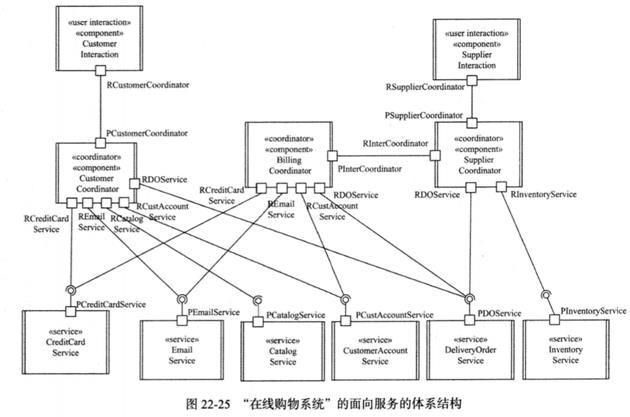 «user interaction»
«component»
Customer
Interaction
«user interaction»
«component»
Supplier
Interaction
RCustomerCoordinator
RSupplierCoordinator
PCustomerCoordinator
PSupplierCoordinator
«coordinator»
«component»
Customer
Coordinator
«coordinator»
«component»
Billing
Coordinator
RInterCoordinator
PInterCoordinator
«coordinator»
«component»
Supplier
Coordinator
RDOService
RCreditCard
Service
REmail
Service
RCatalog
Service
RCustAccount
Service
RCreditCard
Service
REmail
Service
RCustAccount
Service
RDOService
RDOService
RInventoryService
PCreditCardService
PEmailService
PCatalogService
PCustAccountService
PDOService
PInventoryService
«service»
CreditCard
Service
«service»
Email
Service
«service»
Catalog
Service
«service»
CustomerAccount
Service
«service»
DeliveryOrder
Service
«service»
Inventory
Service
图 22-25 “在线购物系统”的面向服务的体系结构